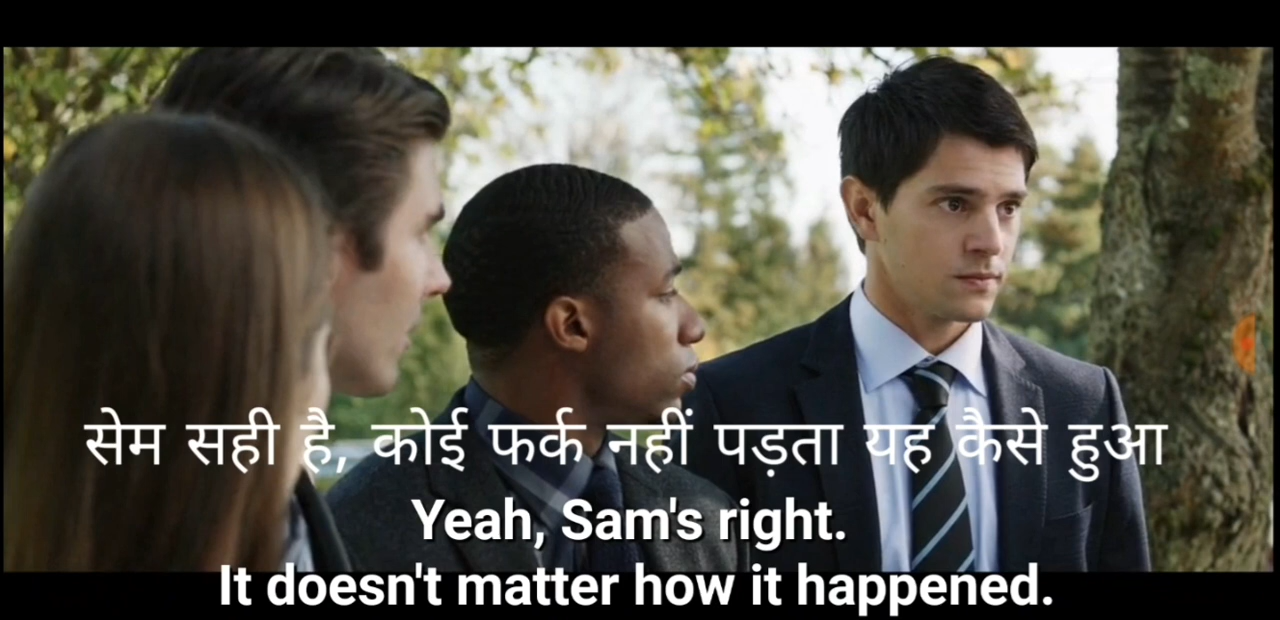 सेम सही है, कोई फर्क नहीं पड़ता यह कैसे हुआ
Yeah, Sam's right.
It doesn't matter how it happened.